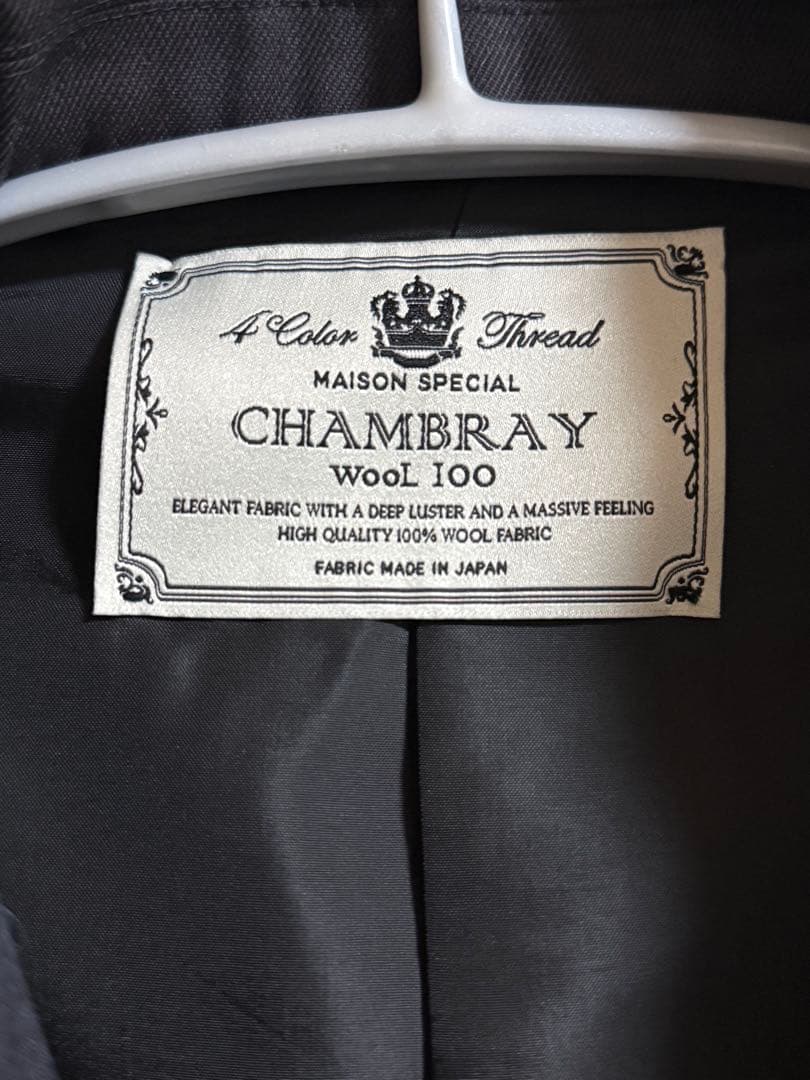 4 Color Thread
MAISON SPECIAL
CHAMBRAY
WooL 100
ELEGANT FABRIC WITH A DEEP LUSTER AND A MASSIVE FEELING
HIGH QUALITY 100% WOOL FABRIC
FABRIC MADE IN JAPAN